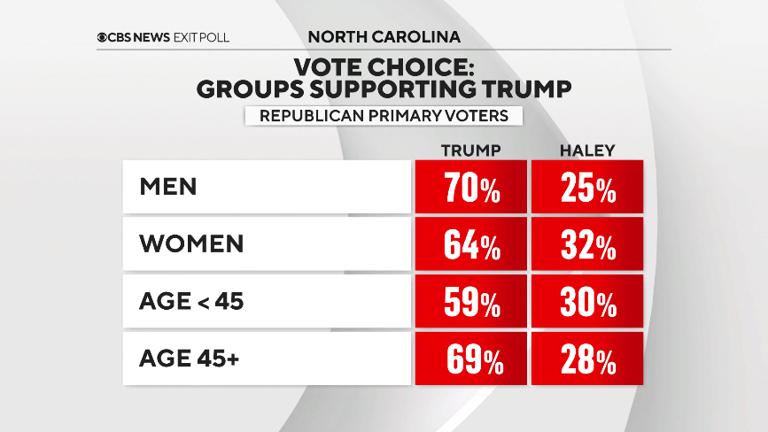 CBS NEWS EXIT POLL
NORTH CAROLINA
VOTE CHOICE:
GROUPS SUPPORTING TRUMP
REPUBLICAN PRIMARY VOTERS
TRUMP HALEY
MEN 70% 25%
WOMEN 64% 32%
AGE < 45 59% 30%
AGE 45+ 69% 28%